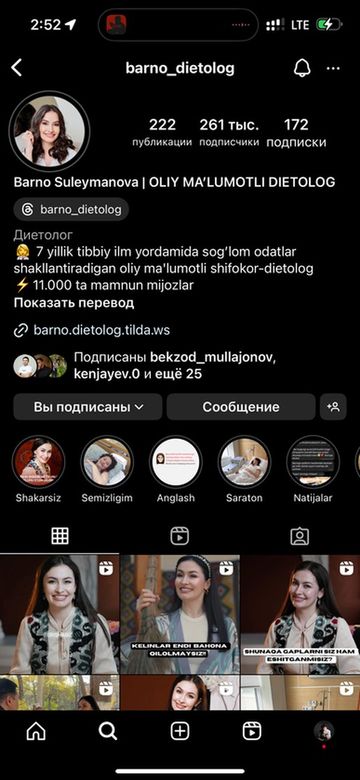 2:52
LTE
barno_dietolog
222
261 тыс.
172
публикации
подписчики
подписки
Barno Suleymanova | OLIY MA’LUMOTLI DIETOLOG
barno_dietolog
Диетолог
7 yillik tibbiy ilm yordamida sog’lom odatlar
shakllantiradigan oliy ma'lumotli shifokor-dietolog
11.000 ta mamnun mijozlar
Показать перевод
barno.dietolog.tilda.ws
Подписаны bekzod_mullajonov,
kenjayev.0 и ещё 25
Вы подписаны
Сообщение
Shakarsiz
Semizligim
Anglash
Saraton
Natijalar
KELINLAR ENDI BAHONA
QILOLMAYSIZ!!
SHUNAQA GAPLARNI SIZ HAM
ESHITGANMISIZ?